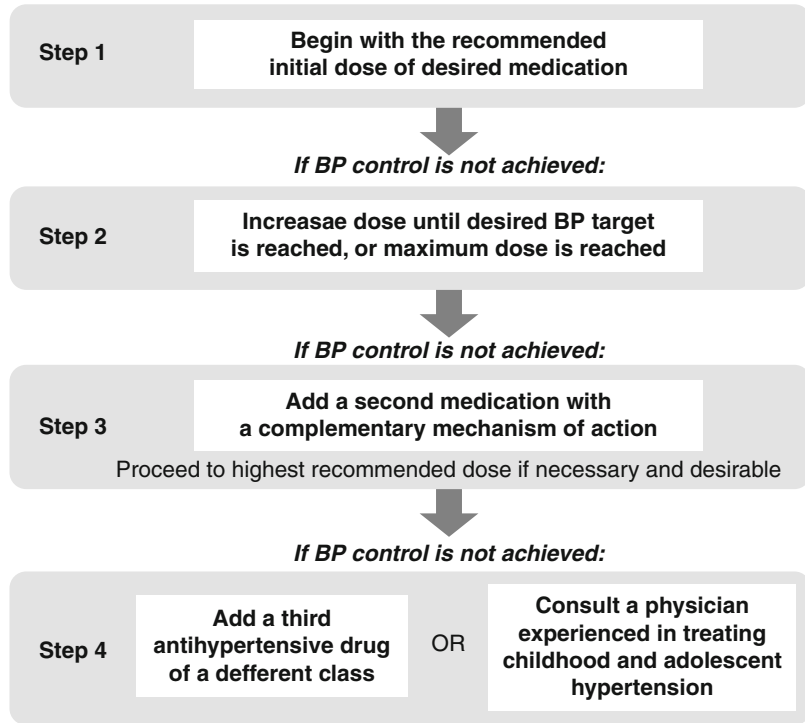 Step 1
Begin with the recommended
initial dose of desired medication
If BP control is not achieved:
Step 2
Increasae dose until desired BP target
is reached, or maximum dose is reached
If BP control is not achieved:
Step 3
Add a second medication with
a complementary mechanism of action
Proceed to highest recommended dose if necessary and desirable
If BP control is not achieved:
Step 4
Add a third
antihypertensive drug
of a defferent class
OR
Consult a physician
experienced in treating
childhood and adolescent
hypertension